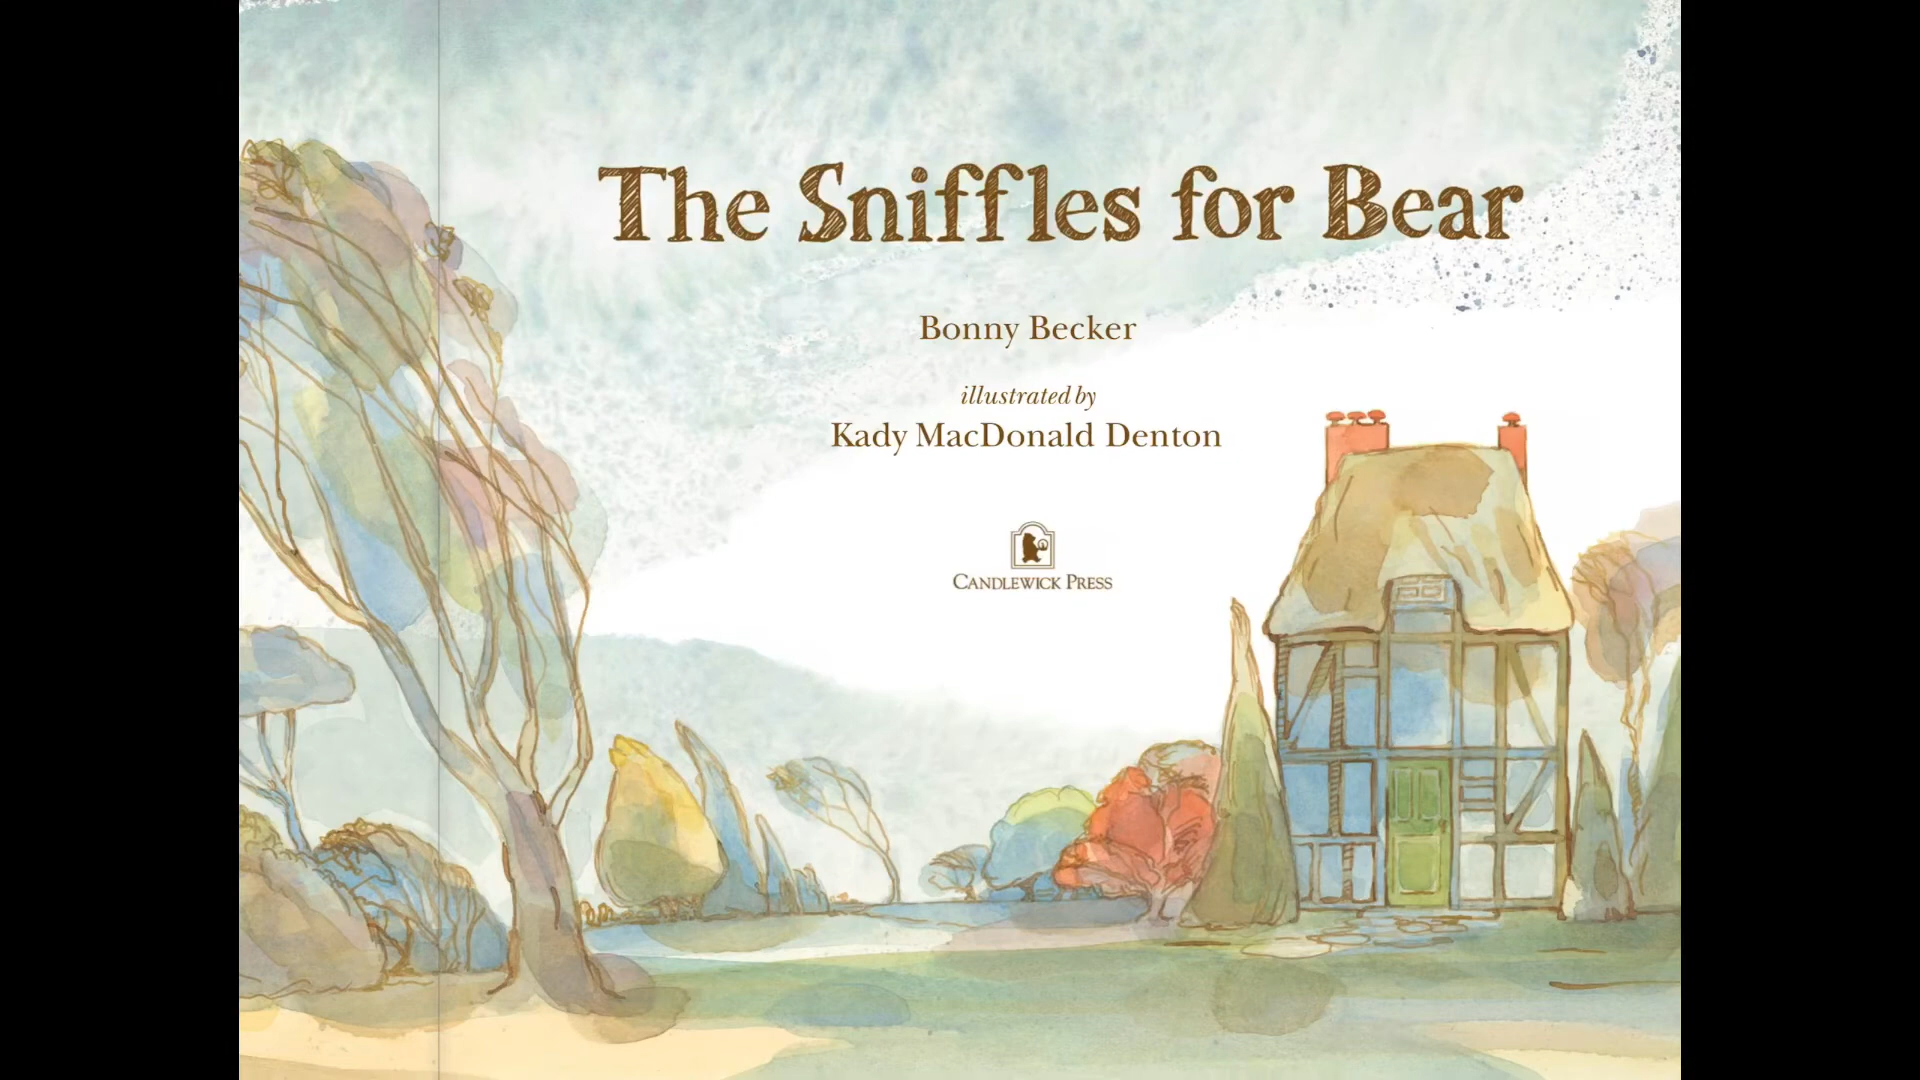 The Sniffles for Bear
Bonny Becker
illustrated by
Kady MacDonald Denton
CANDLEWICK PRESS